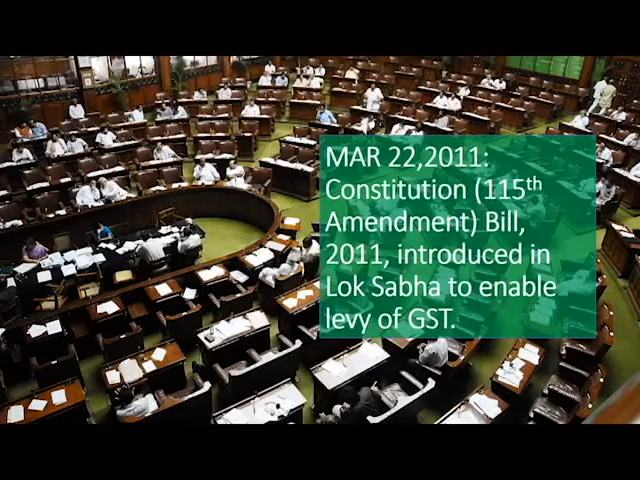 MAR 22,2011:
Constitution (115th
Amendment) Bill,
2011, introduced in
Lok Sabha to enable
levy of GST.